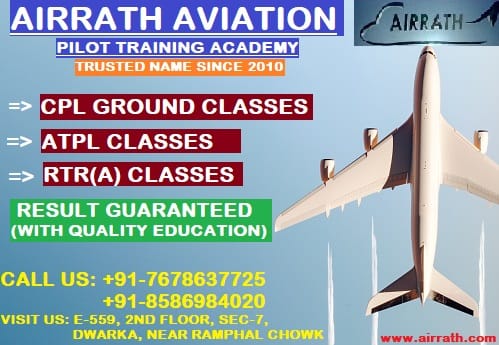 AIRRATH AVIATION
PILOT TRAINING ACADEMY
TRUSTED NAME SINCE 2010
AIRRATH
=> CPL GROUND CLASSES
=> ATPL CLASSES
=> RTR(A) CLASSES
RESULT GUARANTEED
(WITH QUALITY EDUCATION)
CALL US: +91-7678637725
+91-8586984020
VISIT US: E-559, 2ND FLOOR, SEC-7,
DWARKA, NEAR RAMPHAL CHOWK
www.airrath.com